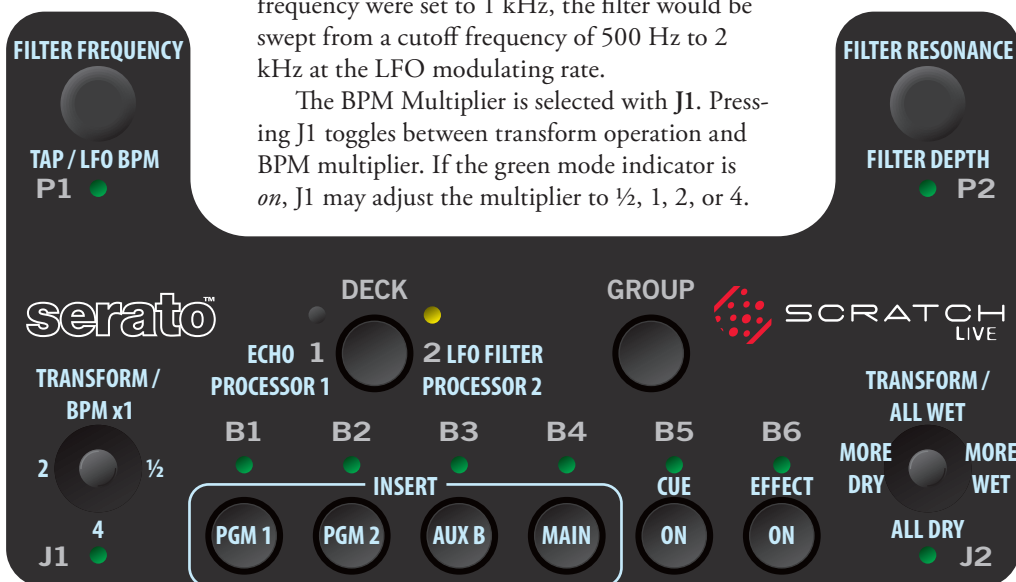 frequency were set to 1 kHz, the filter would be
swept from a cutoff frequency of 500 Hz to 2
kHz at the LFO modulating rate.
The BPM Multiplier is selected with J1. Press-
ing J1 toggles between transform operation and
BPM multiplier. If the green mode indicator is
on, J1 may adjust the multiplier to ½, 1, 2, or 4.
FILTER FREQUENCY
TAP / LFO BPM
P1
FILTER RESONANCE
FILTER DEPTH
P2
serato™
DECK
GROUP
SCRATCH
LIVE
ECHO 1
PROCESSOR 1
2 LFO FILTER
PROCESSOR 2
TRANSFORM /
BPM x1
2
½
4
J1
B1 B2 B3 B4 B5 B6
INSERT
CUE
EFFECT
PGM 1
PGM 2
AUX B
MAIN
ON
ON
TRANSFORM /
ALL WET
MORE
DRY
MORE
WET
ALL DRY
J2